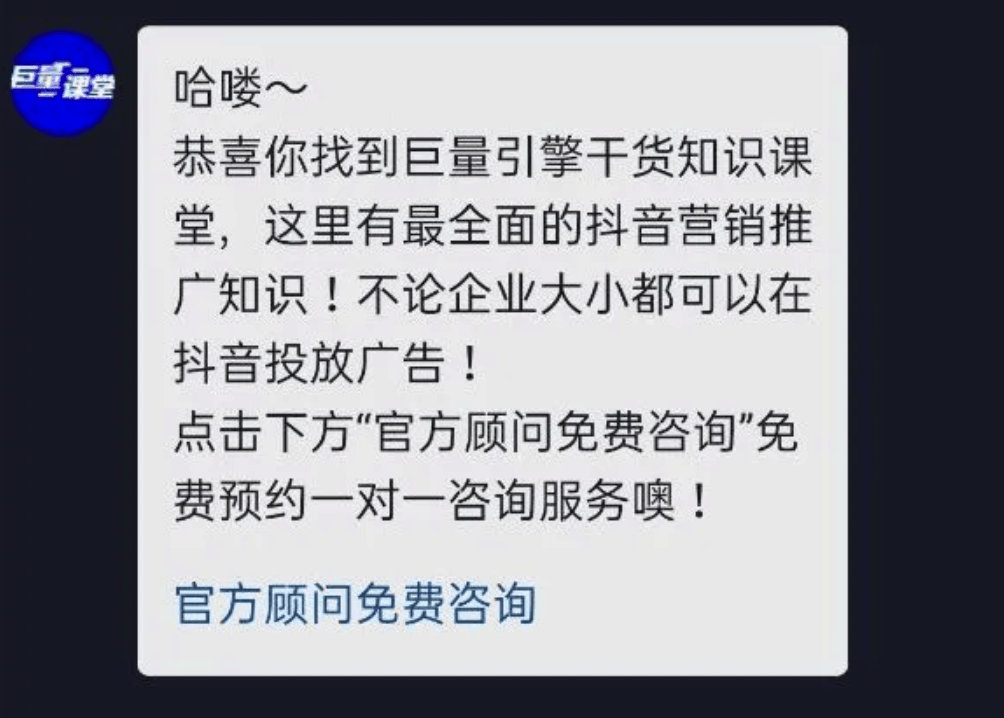 巨量课堂
哈喽～
恭喜你找到巨量引擎干货知识课
堂，这里有最全面的抖音营销推
广知识！不论企业大小都可以在
抖音投放广告！
点击下方“官方顾问免费咨询”免
费预约一对一咨询服务噢！
官方顾问免费咨询